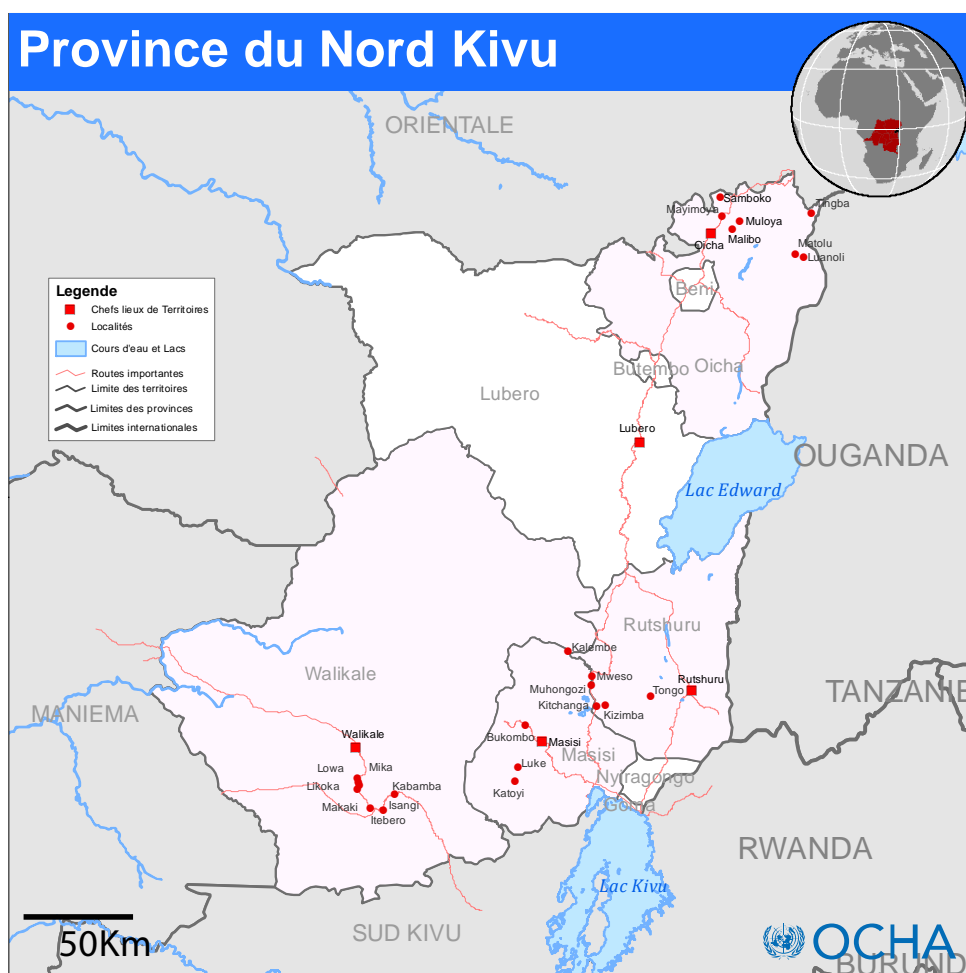 Province du Nord Kivu
ORIENTALE
Samboko
Tingba
Mayimoya
Muloya
Oicha
Malibo
Matolu
Luanoli
Beni
Legende
Chefs lieux de Territoires
Localités
Cours d'eau et Lacs
Routes importantes
Limite des territoires
Limites des provinces
Limites internationales
Butembo
Oicha
Lubero
Lubero
OUGANDA
Lac Edward
Rutshuru
Kalembe
Walikale
Mweso
Rutshuru
Muhongozi
Tongo
TANZANIE
Kitchanga
Kizimba
MANIEMA
Bukombo
Walikale
Masisi
Masisi
Luke
Mika
Lowa
Nyiragongo
Likoka
Kabamba
Katoyi
Makaki
Isangi
Goma
Itebero
RWANDA
Lac Kivu
SUD KIVU
50Km
OCHA
BURUND